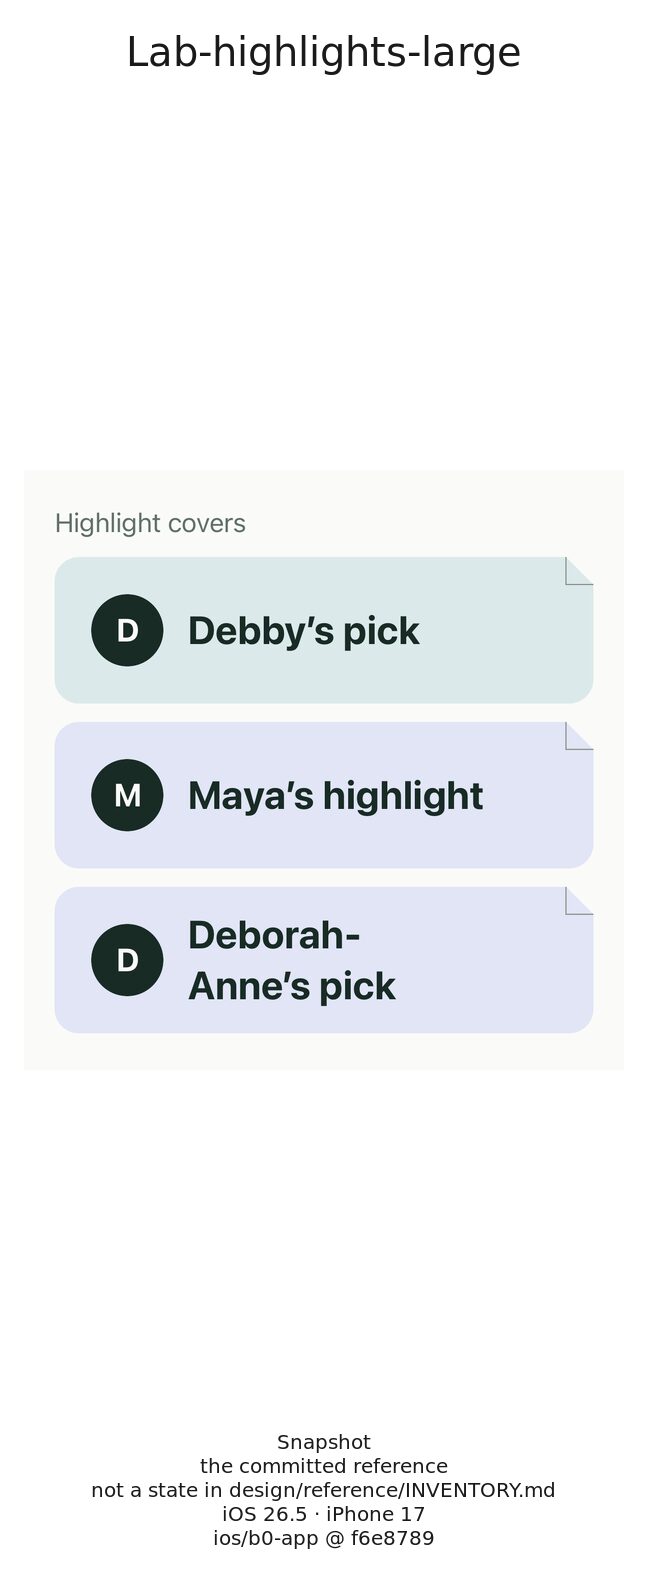 Lab-highlights-large
Highlight covers
D
Debby’s pick
M
Maya’s highlight
D
Deborah-
Anne’s pick
Snapshot
the committed reference
not a state in design/reference/INVENTORY.md
iOS 26.5 · iPhone 17
ios/b0-app @ f6e8789